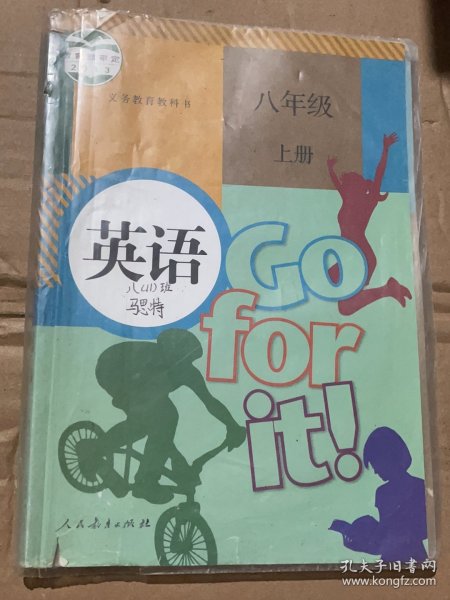 审定
义务教育教科书
八年级
上册
英语
八(11)班
马思特
Go
for
it!
人民教育出版社
孔夫子旧书网
www.kongfz.com